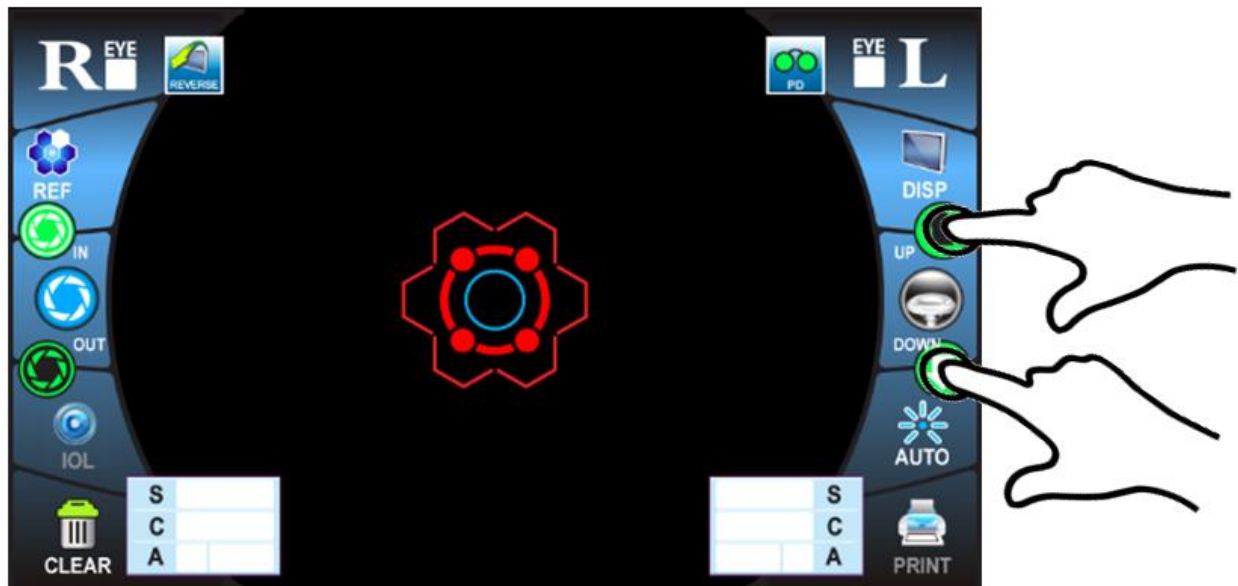 R EYE
REVERSE
PD
EYE L
REF
DISP
IN
UP
OUT
DOWN
IOL
AUTO
CLEAR
S
C
A
S
C
A
PRINT